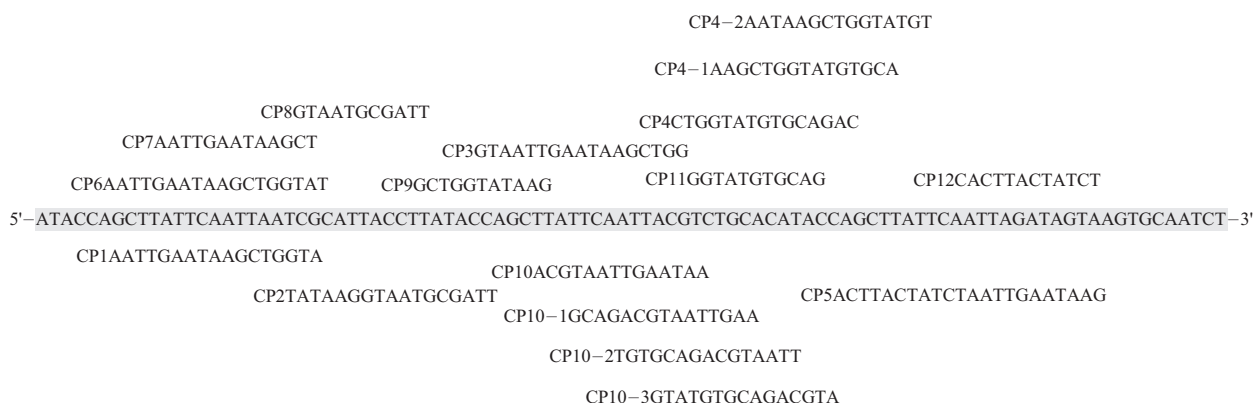 CP4−2AATAAGCTGGTATGT
CP4−1AAGCTGGTATGTGCA
CP8GTAATGCGATT
CP4CTGGTATGTGCAGAC
CP7AATTGAATAAGCT
CP3GTAATTGAATAAGCTGG
CP6AATTGAATAAGCTGGTAT
CP9GCTGGTATAAG
CP11GGTATGTGCAG
CP12CACTTACTATCT
5'−ATACCAGCTTATTCAATTAATCGCATTACCTTATACCAGCTTATTCAATTACGTCTGCACATACCAGCTTATTCAATTAGATAGTAAGTGCAATCT−3'
CP1AATTGAATAAGCTGGTA
CP10ACGTAATTGAATAA
CP2TATAAGGTAATGCGATT
CP5ACTTACTATCTAATTGAATAAG
CP10−1GCAGACGTAATTGAA
CP10−2TGTGCAGACGTAATT
CP10−3GTATGTGCAGACGTA